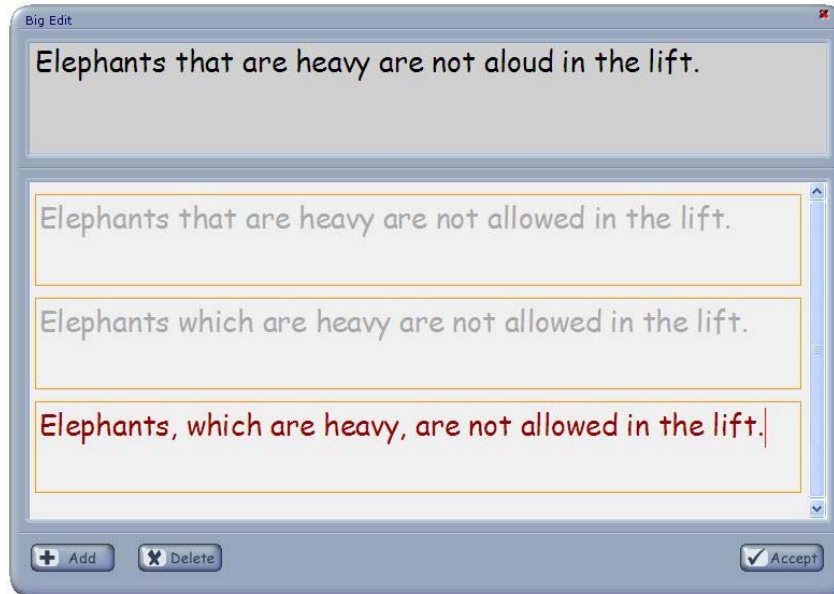 Big Edit
Elephants that are heavy are not aloud in the lift.
Elephants that are heavy are not allowed in the lift.
Elephants which are heavy are not allowed in the lift.
Elephants, which are heavy, are not allowed in the lift.
Add Delete Accept